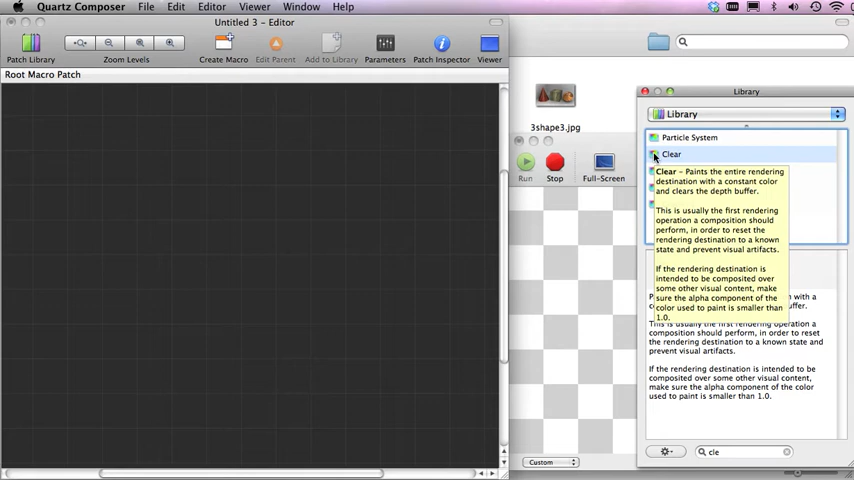 Quartz Composer File Edit Editor Viewer Window Help
Untitled 3 - Editor
Patch Library Zoom Levels Create Macro Edit Parent Add to Library Parameters Patch Inspector Viewer
Root Macro Patch
3shape3.jpg
Run Stop Full-Screen
Custom
Library
Library
Particle System
Clear
Clear - Paints the entire rendering
destination with a constant color
and clears the depth buffer.
This is usually the first rendering
operation a composition should
perform, in order to reset the
rendering destination to a known
state and prevent visual artifacts.
If the rendering destination is
intended to be composited over
some other visual content, make
sure the alpha component of the
color used to paint is smaller than
1.0.
with a
buffer.
This is usually the first rendering
operation a composition should perform, in order to reset
the rendering destination to a known state and
prevent visual artifacts.
If the rendering destination is intended to be
composited over some other visual content,
make sure the alpha component of the color
used to paint is smaller than 1.0.
cle